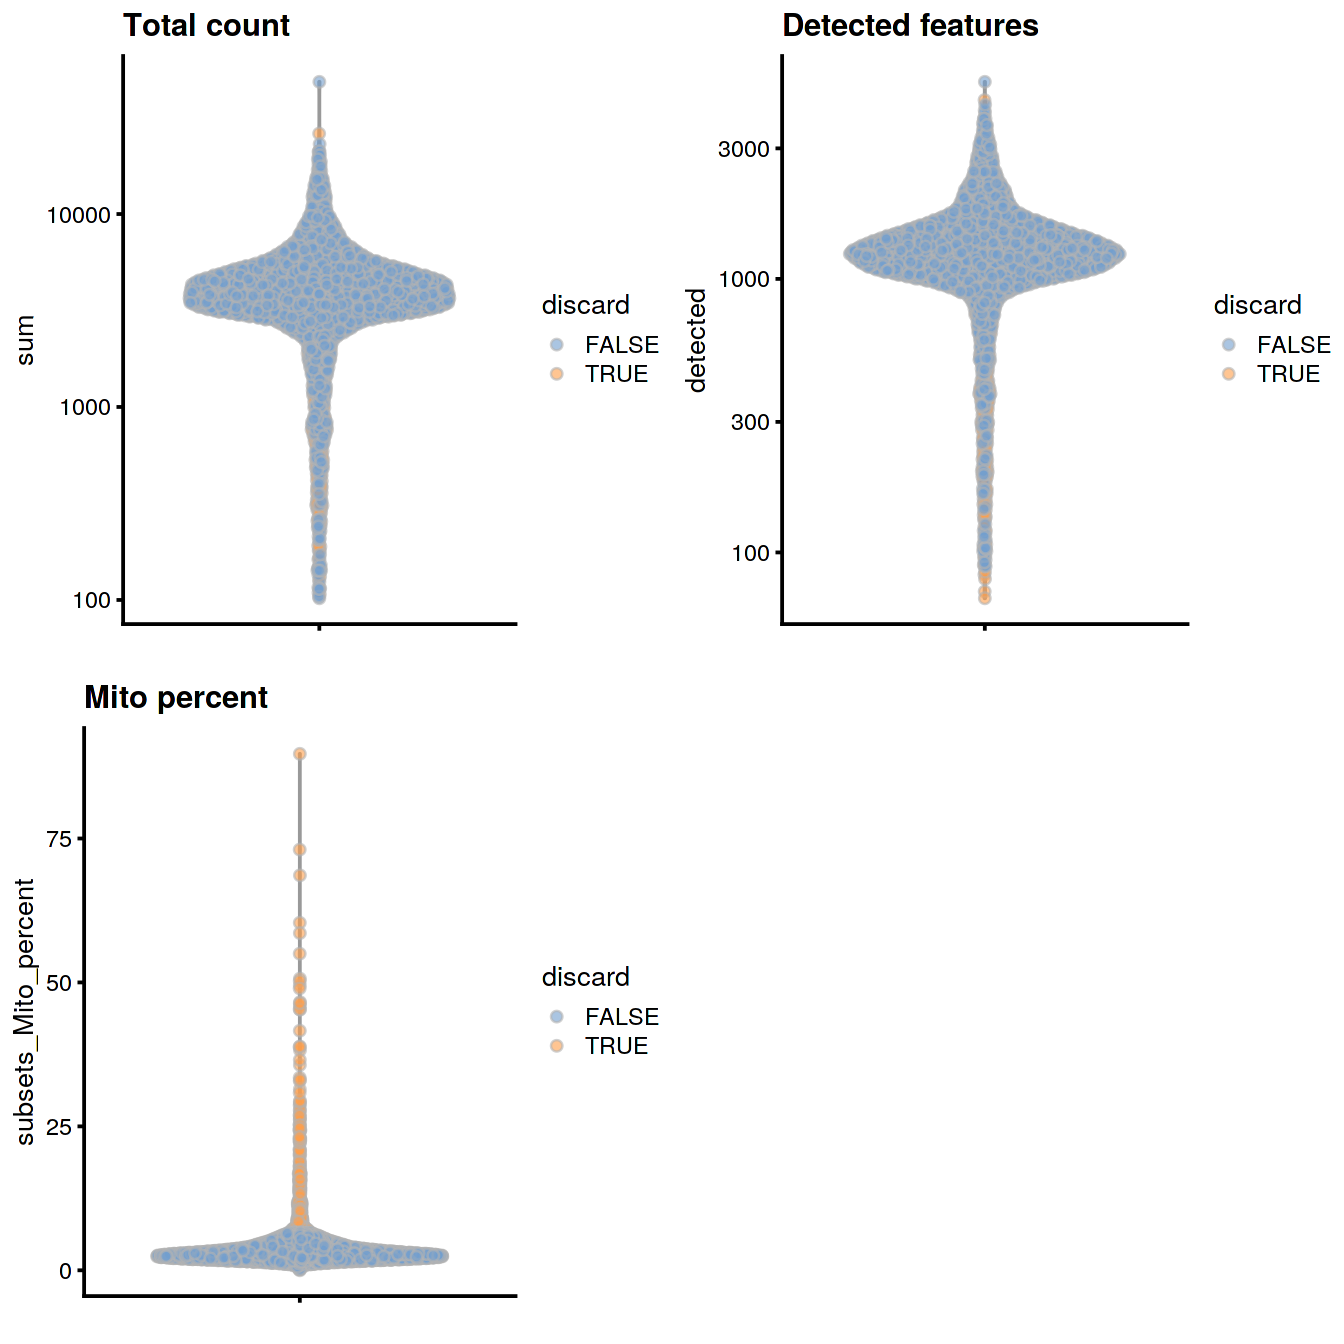 Total count
sum
10000
1000
100
discard
FALSE
TRUE
Detected features
detected
3000
1000
300
100
discard
FALSE
TRUE
Mito percent
subsets_Mito_percent
75
50
25
0
discard
FALSE
TRUE